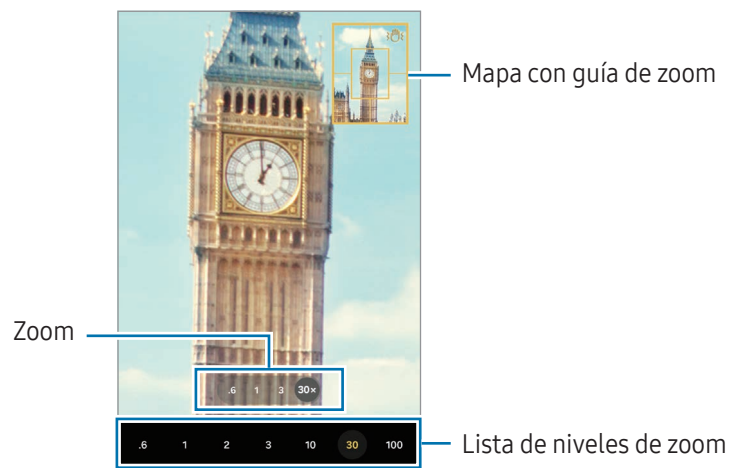 Mapa con guía de zoom
Zoom
.6 1 3 30×
.6 1 2 3 10 30 100
Lista de niveles de zoom